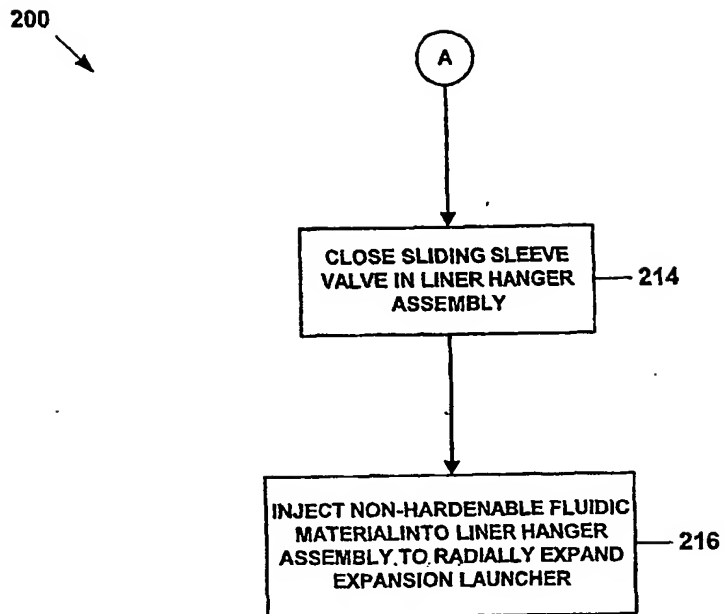 200
A
CLOSE SLIDING SLEEVE
VALVE IN LINER HANGER
ASSEMBLY
214
INJECT NON-HARDENABLE FLUIDIC
MATERIALINTO LINER HANGER
ASSEMBLY TO RADIALLY EXPAND
EXPANSION LAUNCHER
216